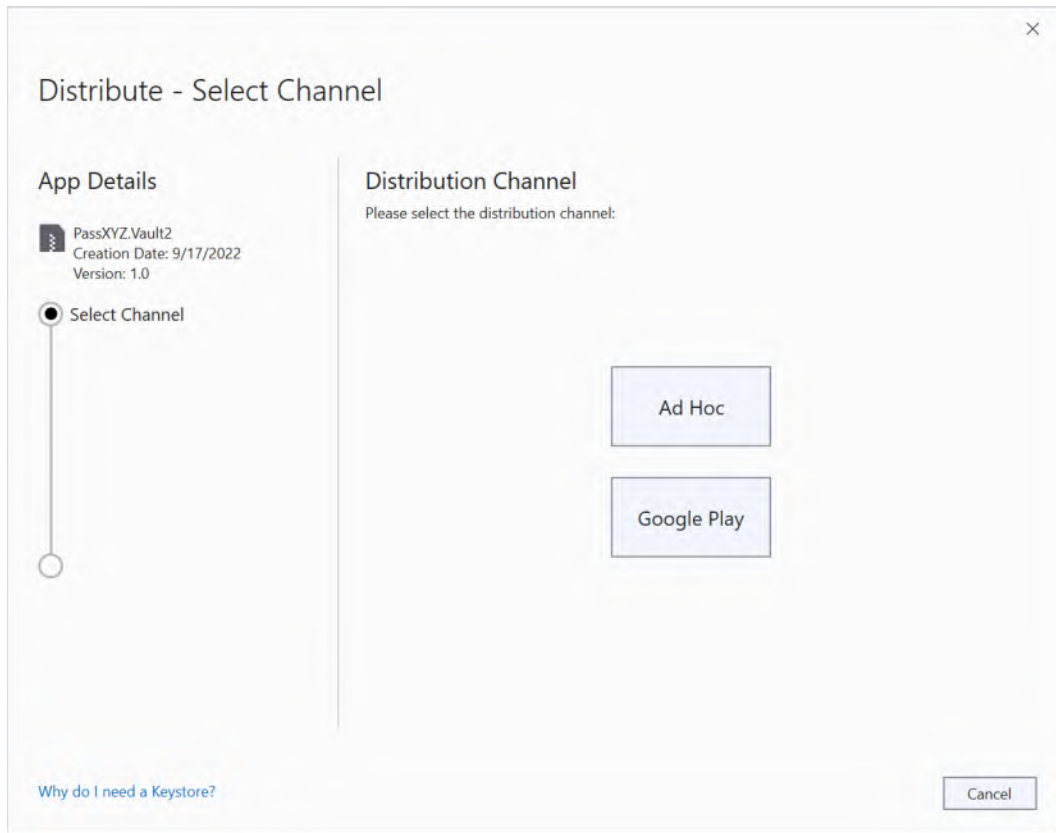 Distribute - Select Channel
App Details
PassXYZ.Vault2
Creation Date: 9/17/2022
Version: 1.0
Select Channel
Distribution Channel
Please select the distribution channel:
Ad Hoc
Google Play
Why do I need a Keystore?
Cancel